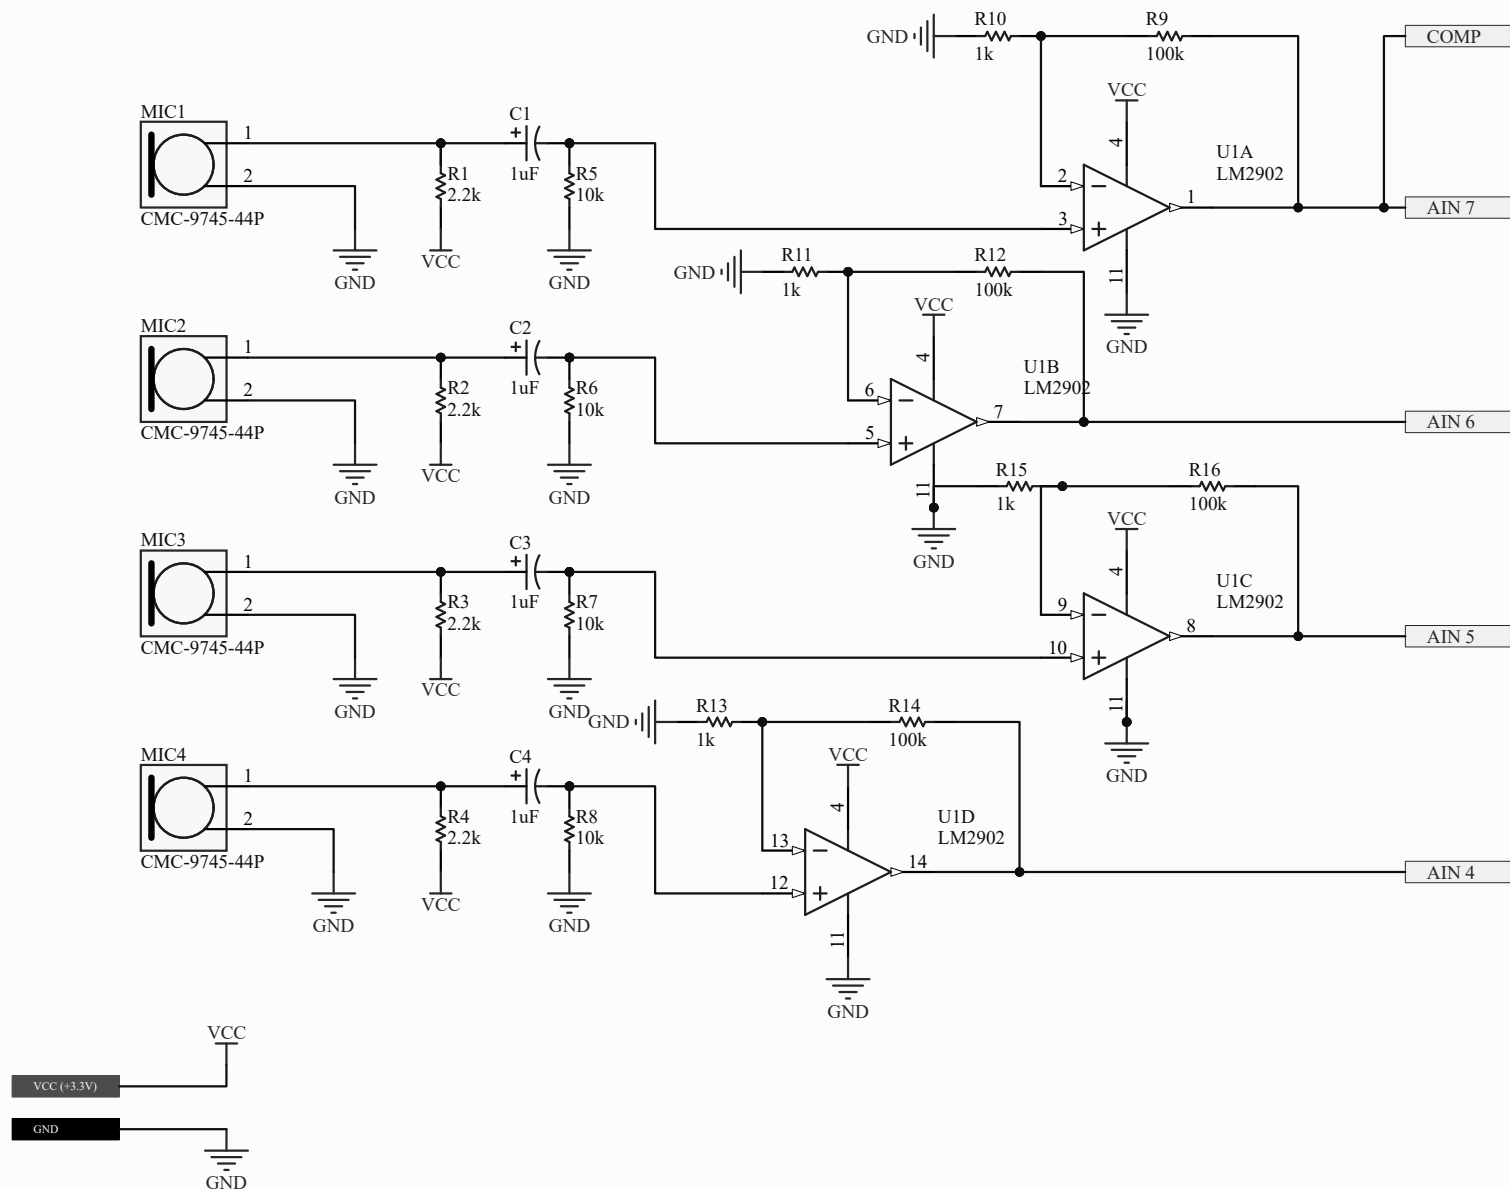 R10
R9
GND
COMP
1k
100k
VCC
MIC1
C1
1
+
4
2
R1
2.2k
1uF
R5
10k
U1A
LM2902
2
−
1
AIN 7
CMC-9745-44P
3
+
GND
VCC
GND
R11
R12
GND
11
1k
100k
VCC
GND
MIC2
C2
1
+
4
2
R2
2.2k
1uF
R6
10k
U1B
LM2902
6
−
7
AIN 6
CMC-9745-44P
5
+
GND
VCC
GND
R15
R16
11
1k
100k
VCC
GND
MIC3
C3
1
+
4
2
R3
2.2k
1uF
R7
10k
U1C
LM2902
9
−
8
AIN 5
CMC-9745-44P
10
+
GND
VCC
GND
R13
R14
11
GND
1k
100k
VCC
GND
MIC4
C4
1
+
4
2
R4
2.2k
1uF
R8
10k
U1D
LM2902
13
−
14
AIN 4
CMC-9745-44P
12
+
GND
VCC
GND
11
GND
VCC
VCC (+3.3V)
GND
GND